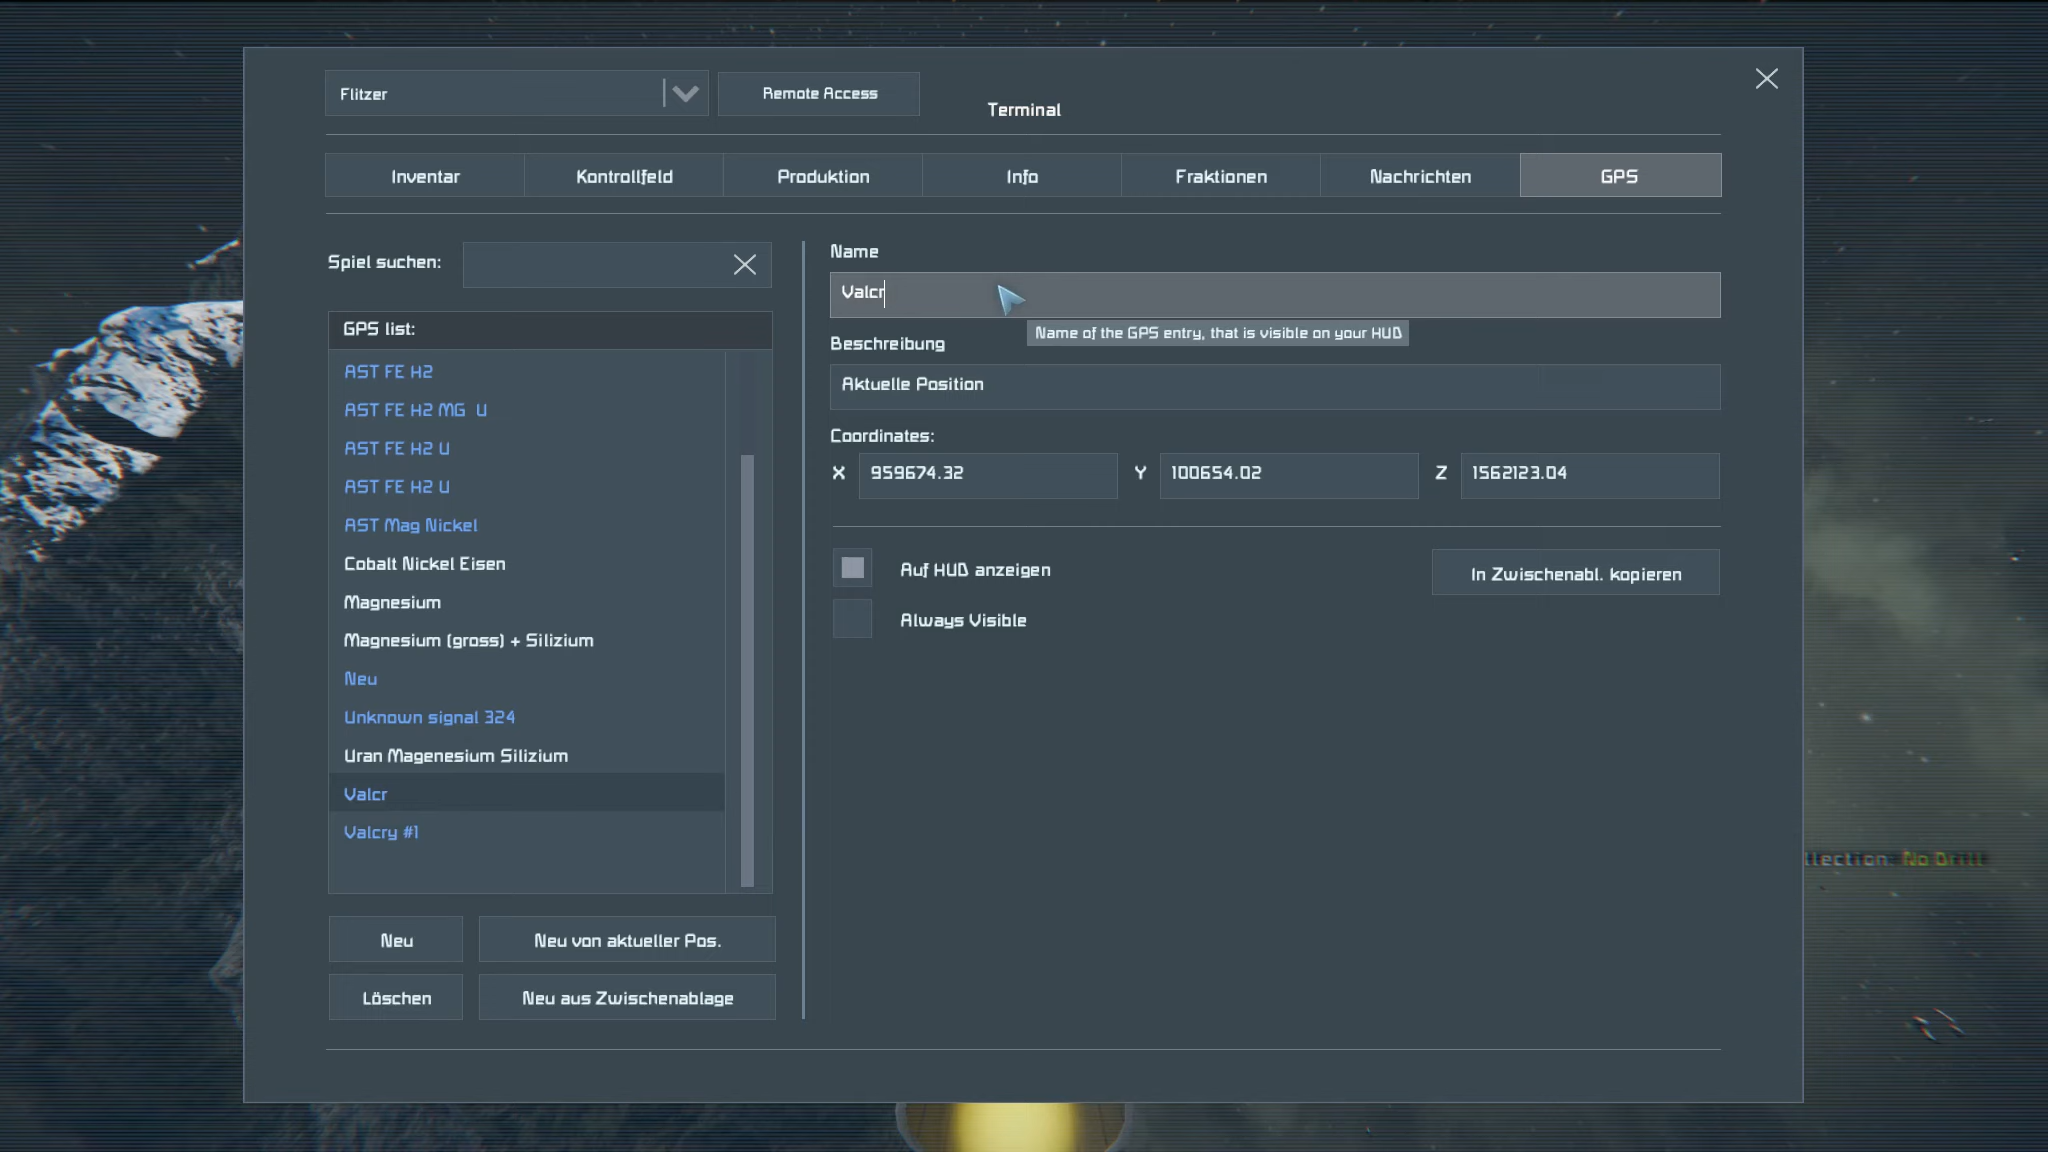 Flitzer
Remote Access
Terminal
Inventar
Kontrollfeld
Produktion
Info
Fraktionen
Nachrichten
GPS
Spiel suchen:
GPS list:
AST FE H2
AST FE H2 MG  U
AST FE H2 U
AST FE H2 U
AST Mag Nickel
Cobalt Nickel Eisen
Magnesium
Magnesium (gross) + Silizium
Neu
Unknown signal 324
Uran Magenesium Silizium
Valcr
Valcry #1
Neu
Neu von aktueller Pos.
Löschen
Neu aus Zwischenablage
Name
Valcr
Name of the GPS entry, that is visible on your HUD
Beschreibung
Aktuelle Position
Coordinates:
X 959674.32 Y 100654.02 Z 1562123.04
Auf HUD anzeigen
In Zwischenabl. kopieren
Always Visible
llection: No Drill